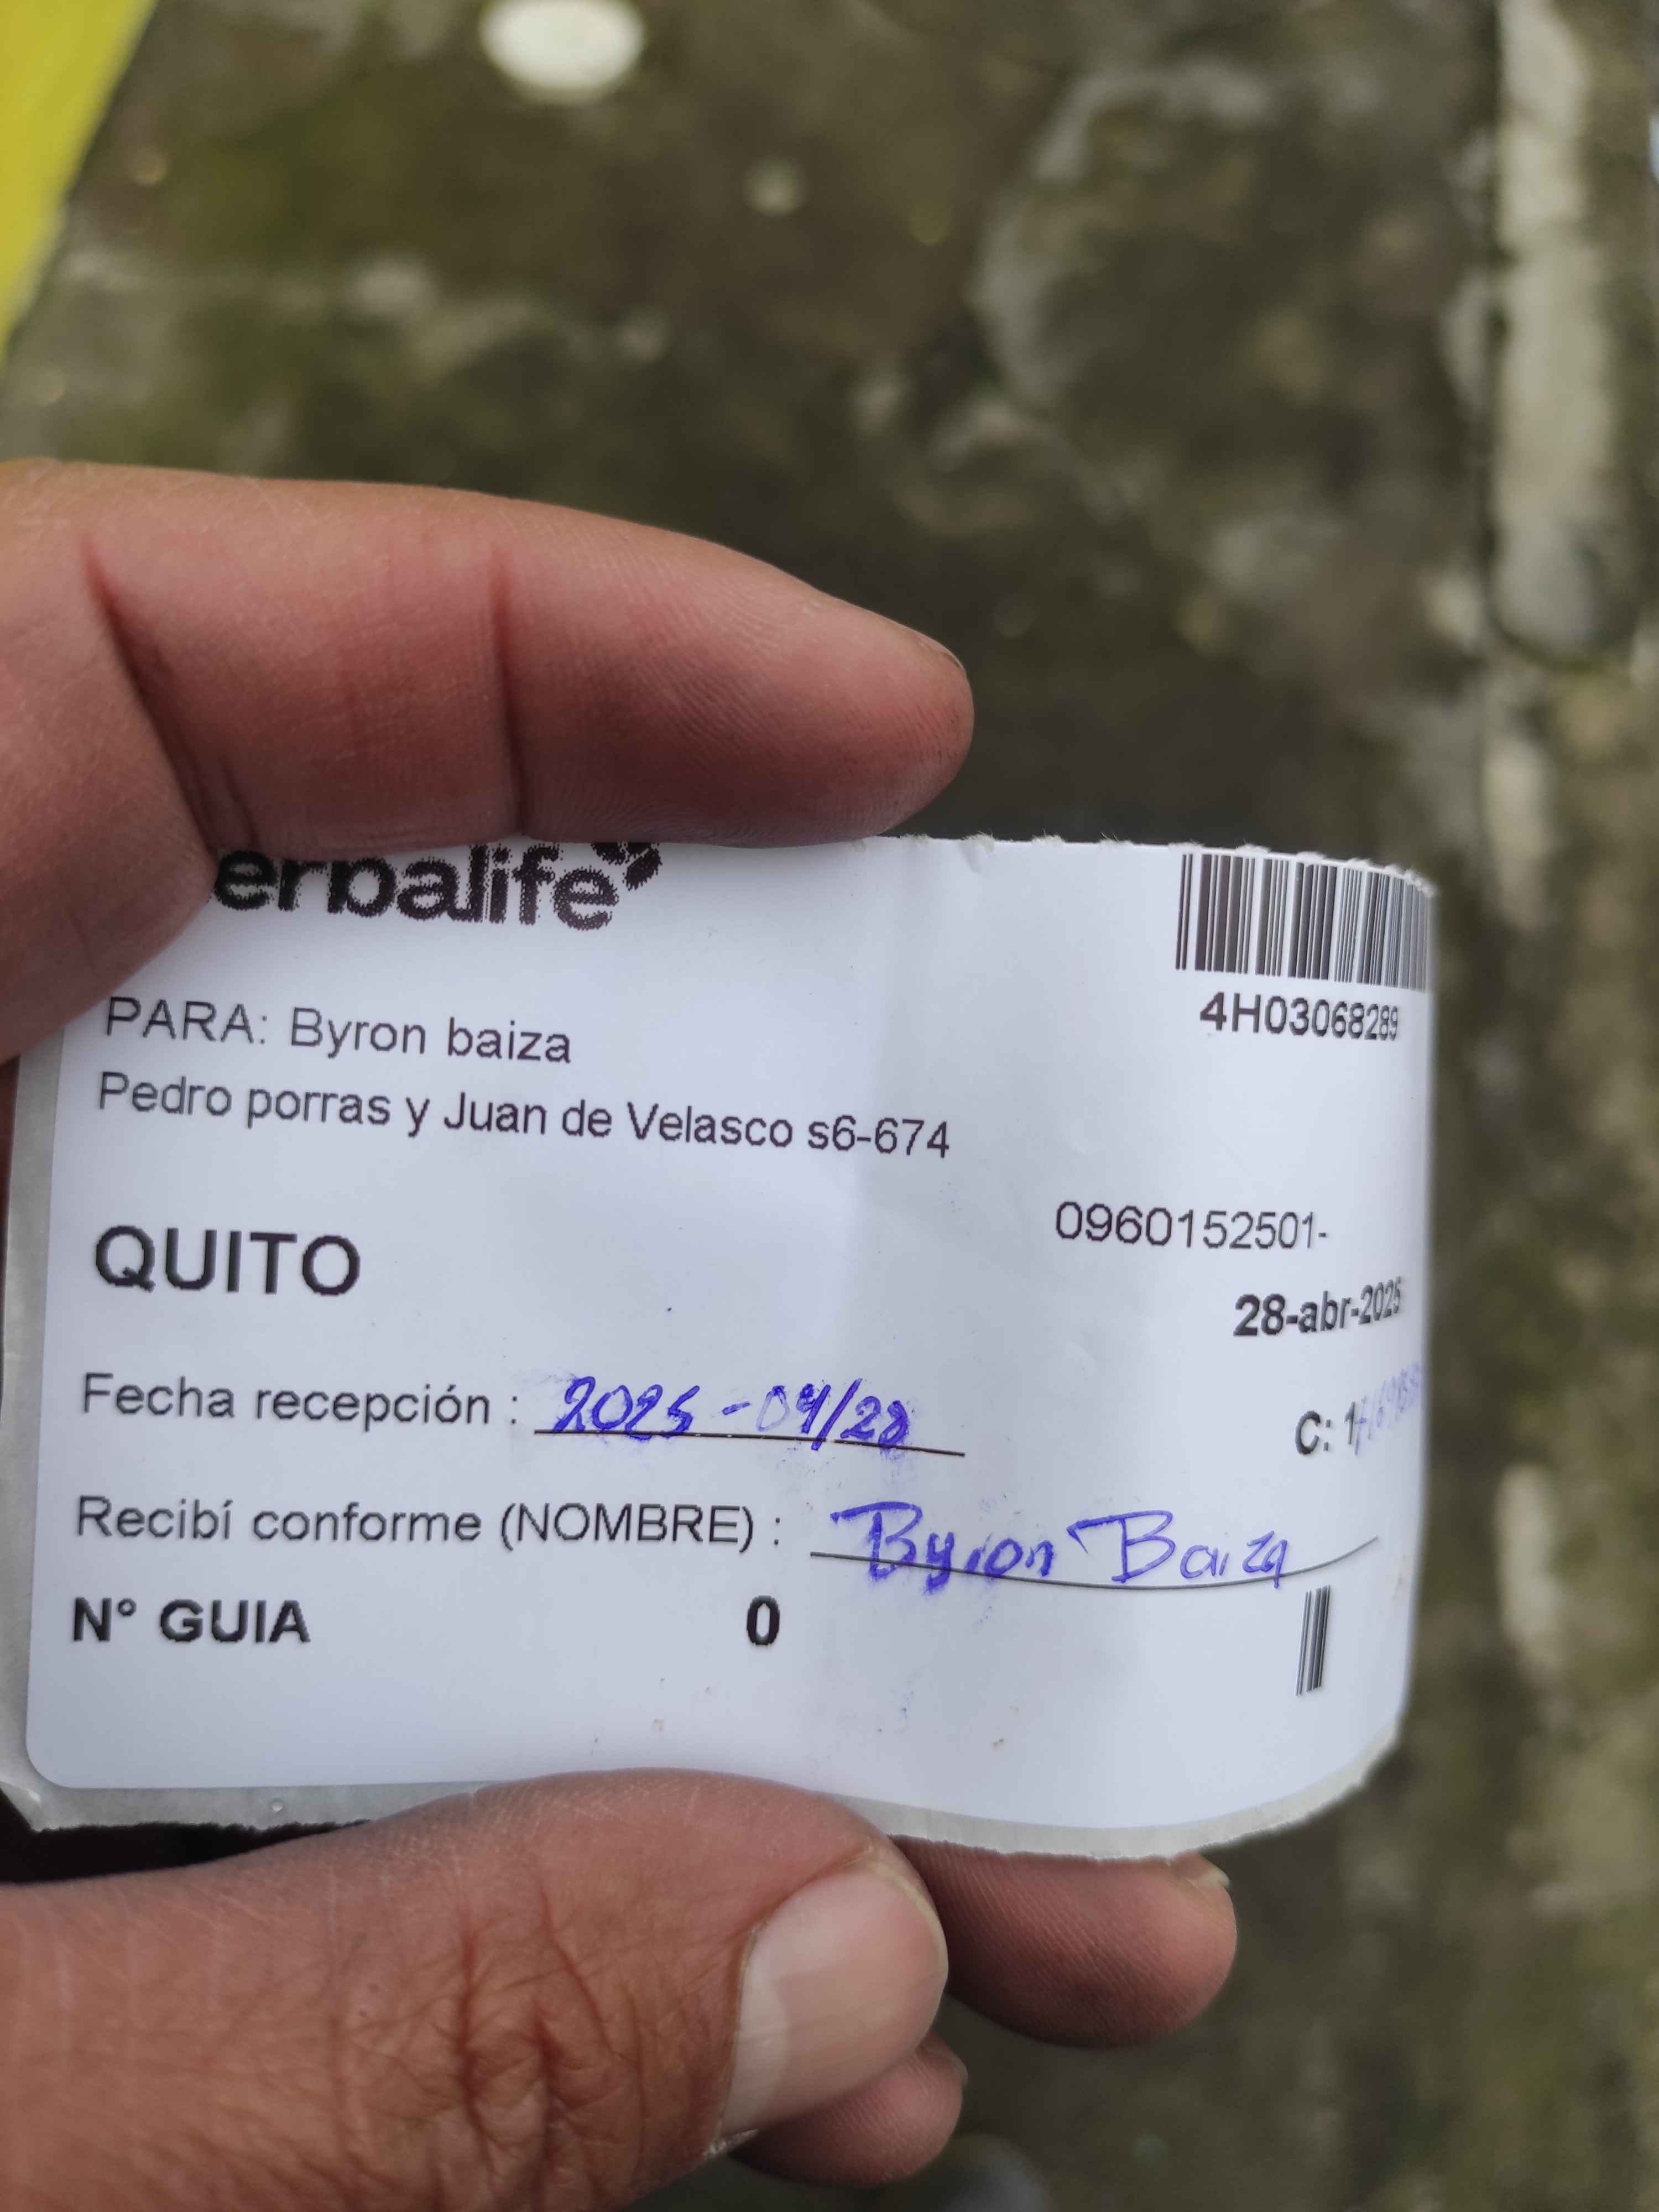 erbalife
4H03068289
PARA: Byron baiza
Pedro porras y Juan de Velasco s6-674
0960152501-
QUITO
28-abr-2025
Fecha recepción : 2025-04/28
C: 1
Recibí conforme (NOMBRE) : Byron Baiza
N° GUIA 0